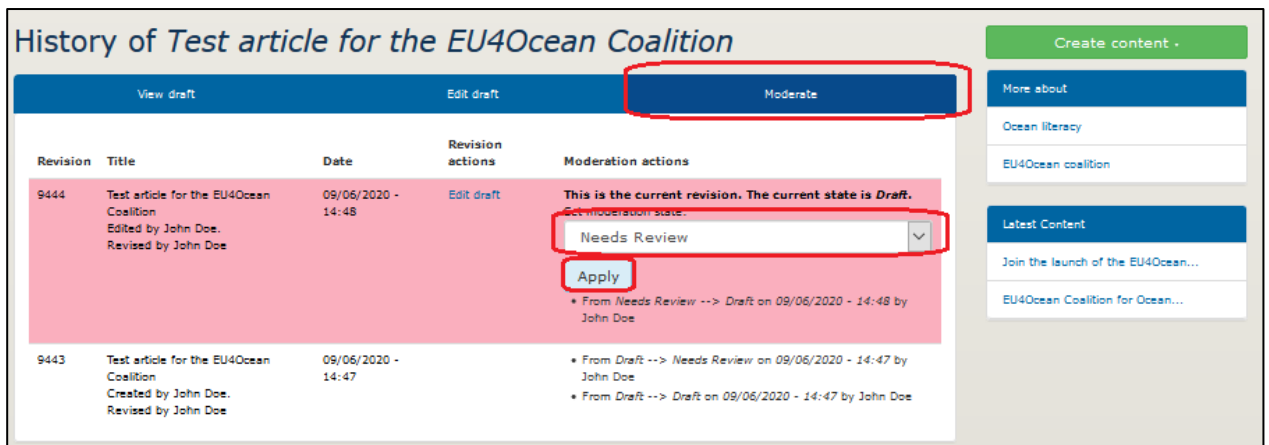 History of Test article for the EU4Ocean Coalition
Create content
View draft
Edit draft
Moderate
Revision Title Date Revision actions Moderation actions
9444
Test article for the EU4Ocean
Coalition
Edited by John Doe.
Revised by John Doe
09/06/2020 -
14:48
Edit draft
This is the current revision. The current state is Draft.
Set moderation state:
Needs Review
Apply
• From Needs Review --> Draft on 09/06/2020 - 14:48 by
John Doe
9443
Test article for the EU4Ocean
Coalition
Created by John Doe.
Revised by John Doe
09/06/2020 -
14:47
• From Draft --> Needs Review on 09/06/2020 - 14:47 by
John Doe
• From Draft --> Draft on 09/06/2020 - 14:47 by John Doe
More about
Ocean literacy
EU4Ocean coalition
Latest Content
Join the launch of the EU4Ocean...
EU4Ocean Coalition for Ocean...